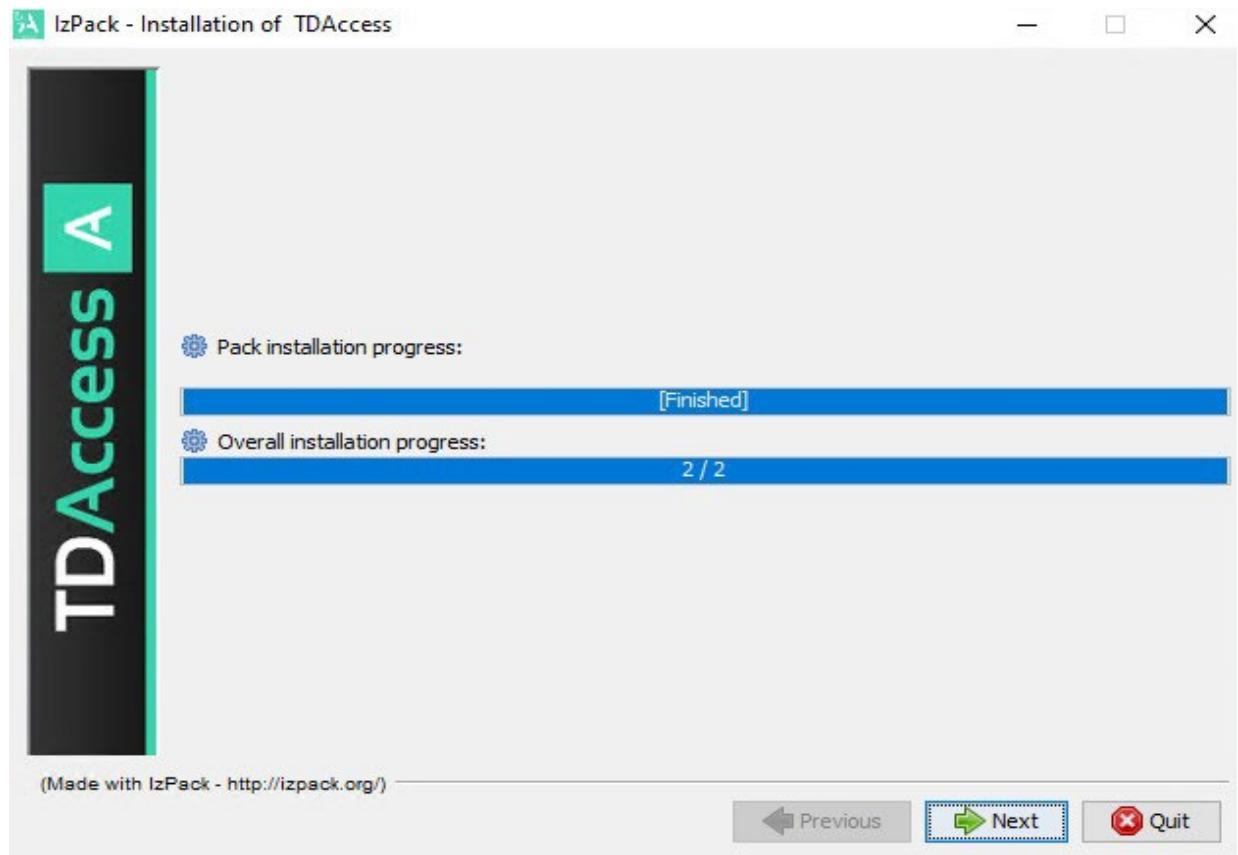 IzPack - Installation of  TDAccess
TDAccess A
Pack installation progress:
[Finished]
Overall installation progress:
2 / 2
(Made with IzPack - http://izpack.org/)
Previous
Next
Quit